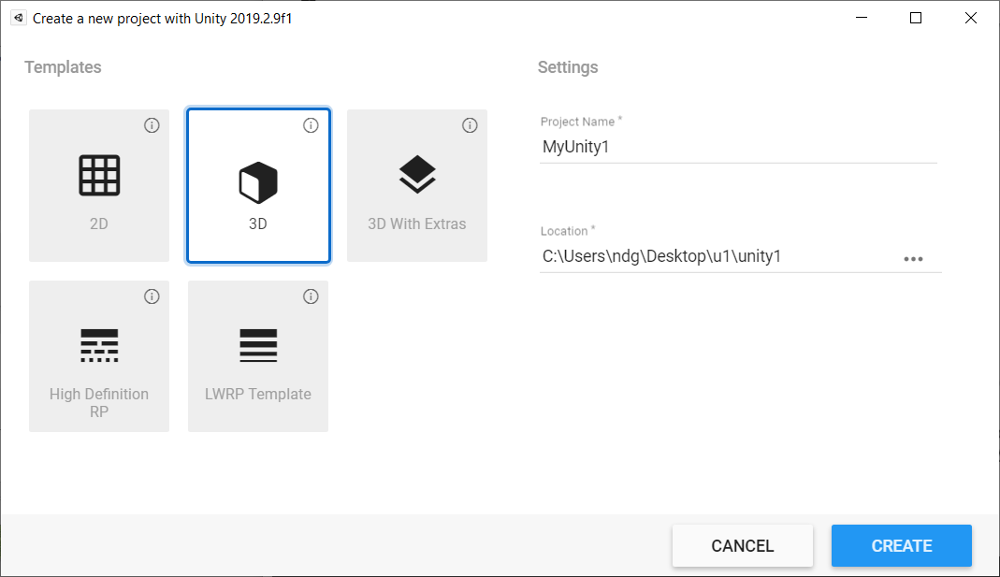 Create a new project with Unity 2019.2.9f1
Templates
Settings
2D
3D
3D With Extras
High Definition
RP
LWRP Template
Project Name *
MyUnity1
Location *
C:\Users\ndg\Desktop\u1\unity1
CANCEL
CREATE